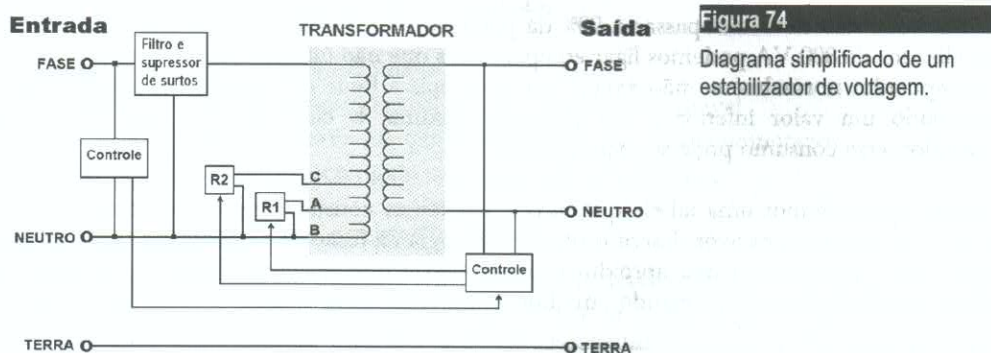 Entrada
TRANSFORMADOR
Saída
Figura 74
Diagrama simplificado de um
estabilizador de voltagem.
FASE
Filtro e
supressor
de surtos
FASE
Controle
R2
C
R1
A
B
NEUTRO
NEUTRO
Controle
TERRA
TERRA